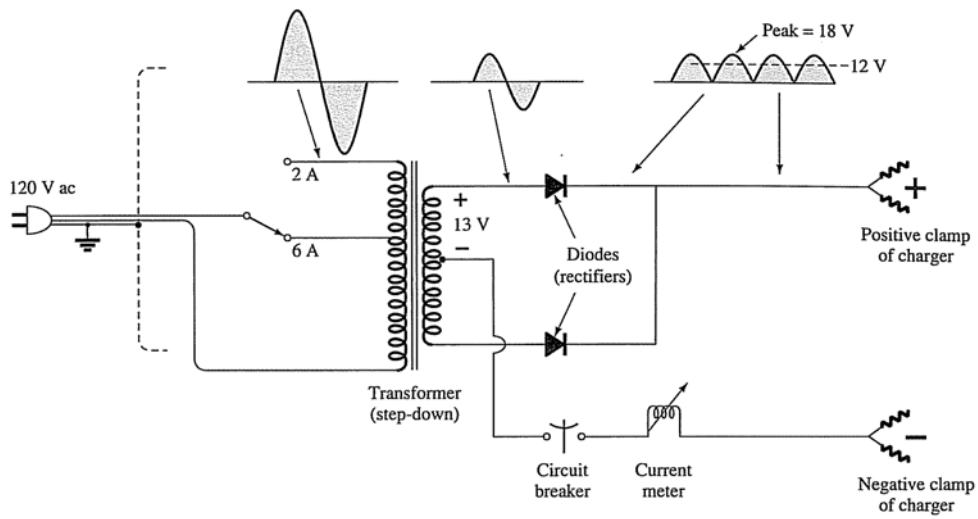 Peak = 18 V
12 V
120 V ac
2 A
6 A
+
13 V
−
Diodes
(rectifiers)
+
Positive clamp
of charger
Transformer
(step-down)
Circuit
breaker
Current
meter
−
Negative clamp
of charger